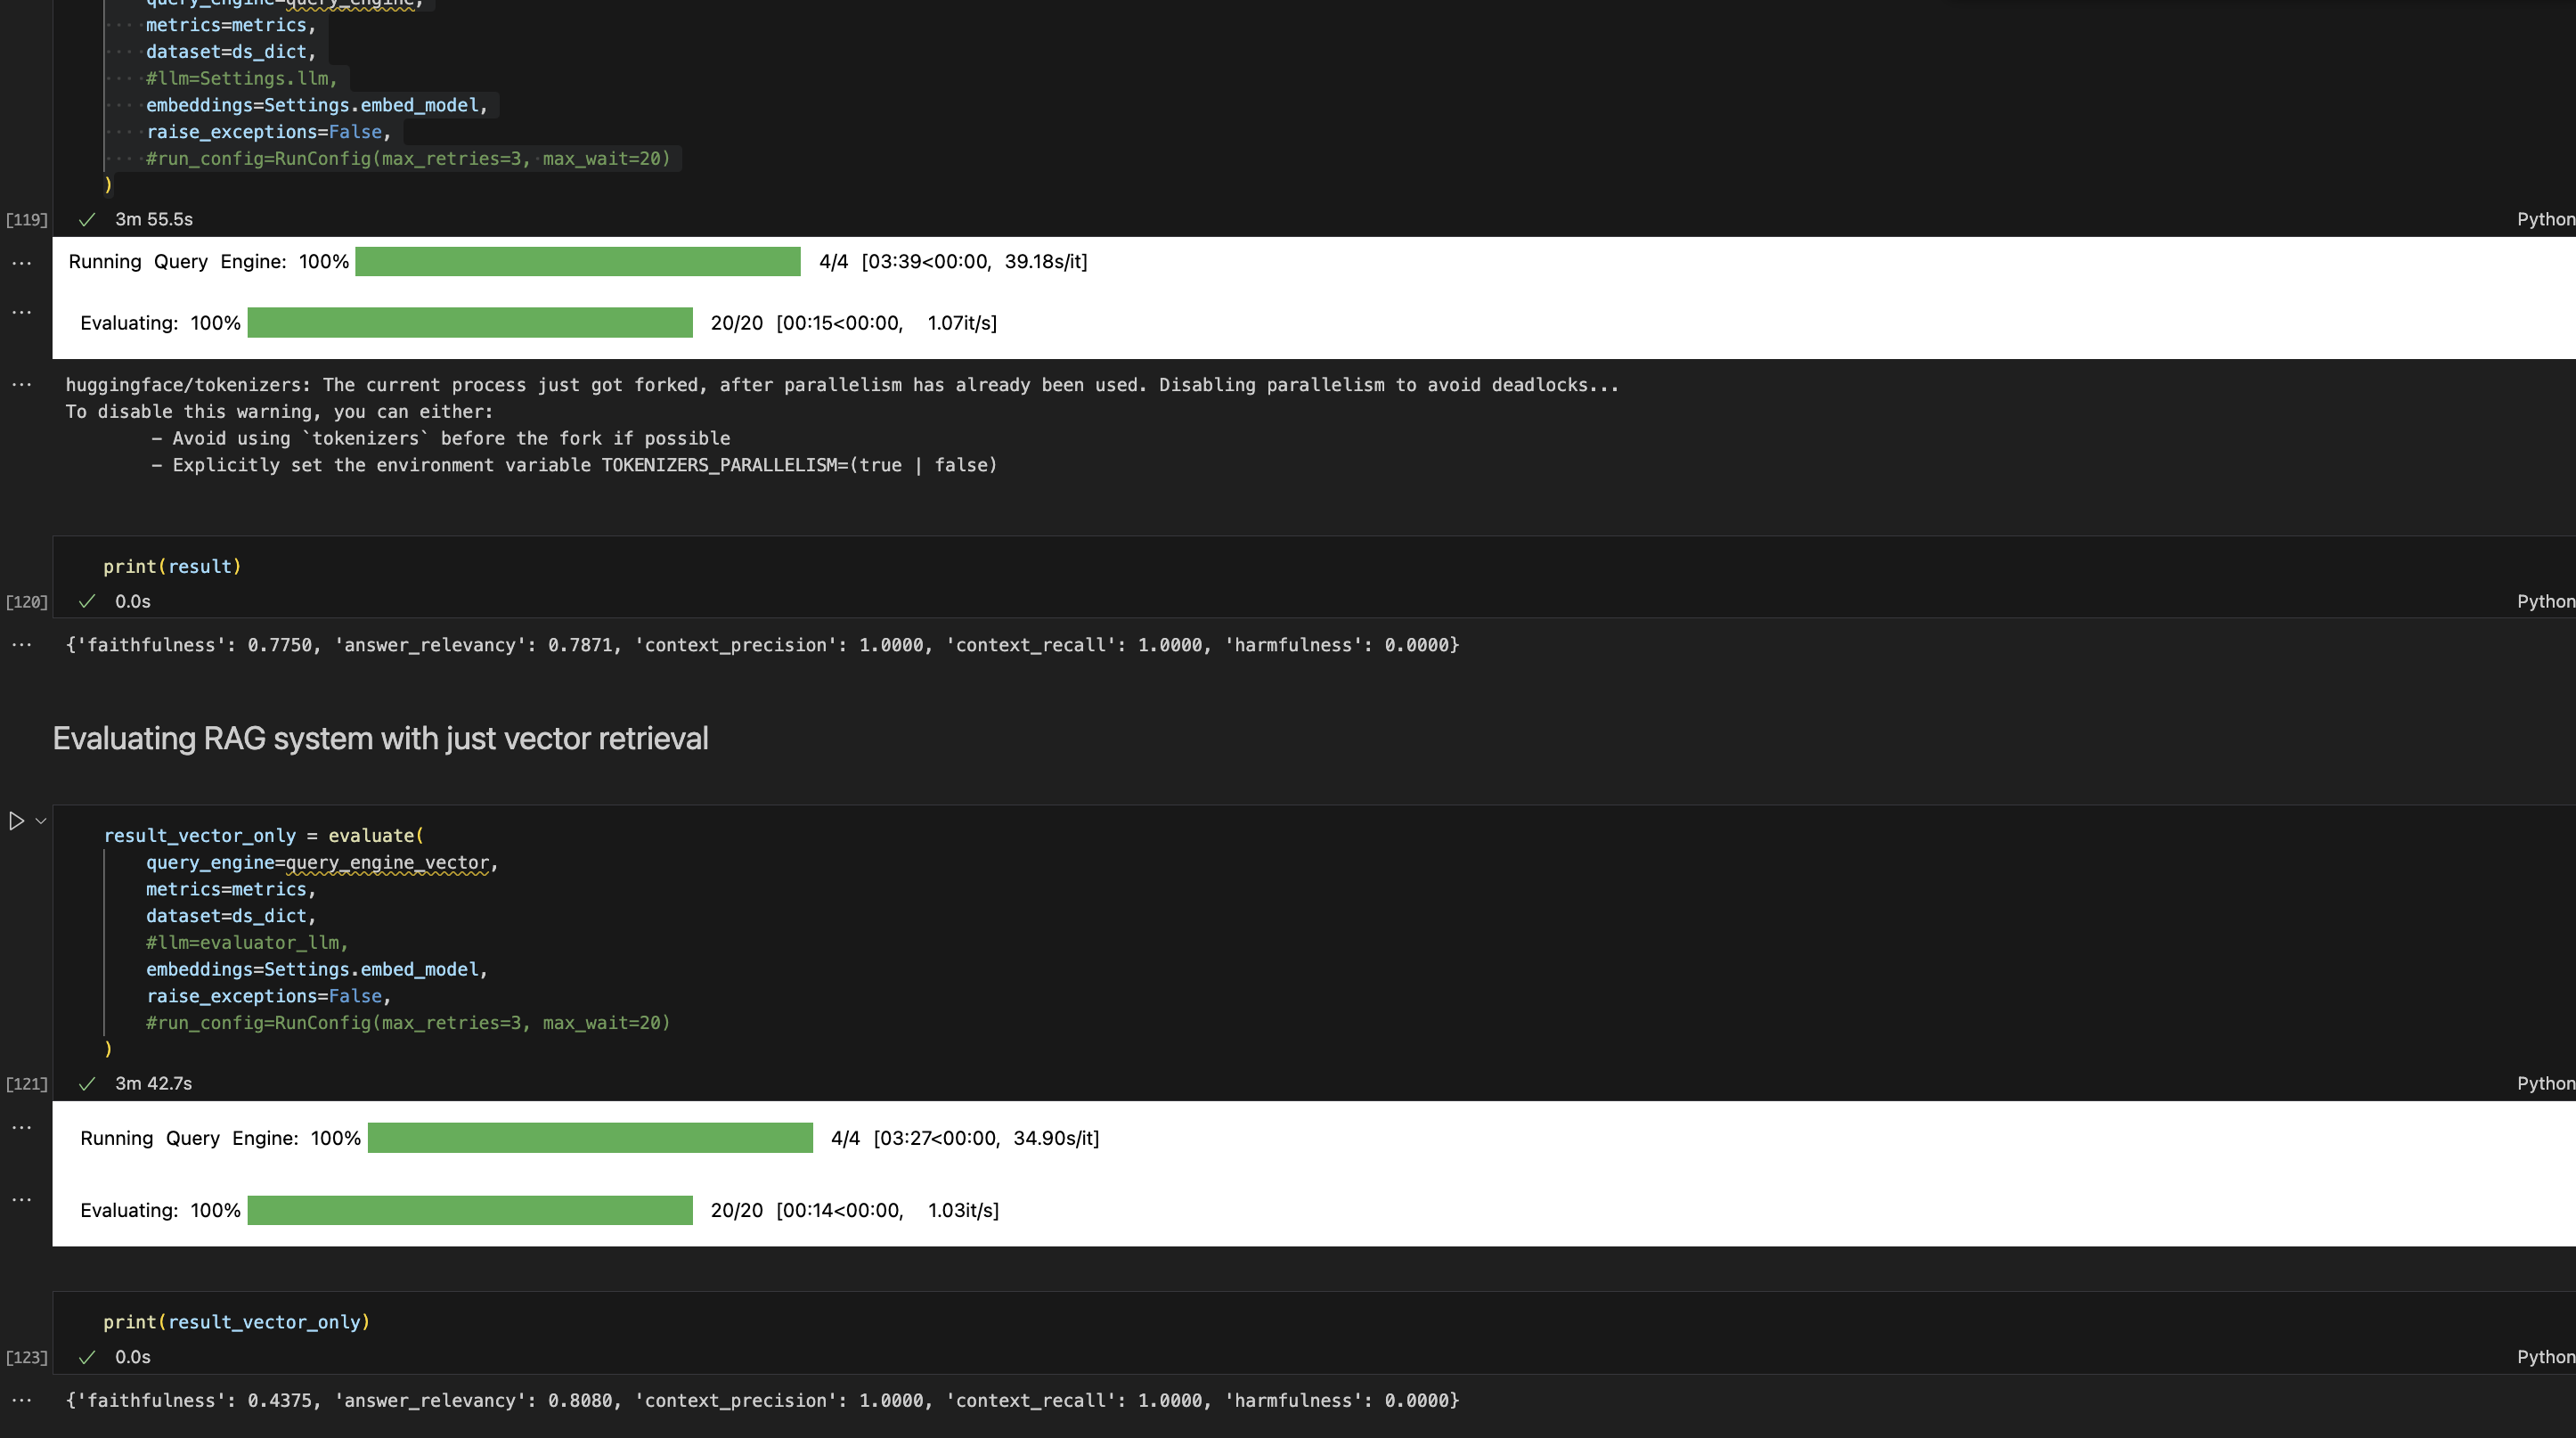 query_engine=query_engine,
metrics=metrics,
dataset=ds_dict,
#llm=Settings.llm,
embeddings=Settings.embed_model,
raise_exceptions=False,
#run_config=RunConfig(max_retries=3, max_wait=20)
)
[119] 3m 55.5s Python
Running Query Engine: 100% 4/4 [03:39<00:00, 39.18s/it]
Evaluating: 100% 20/20 [00:15<00:00, 1.07it/s]
huggingface/tokenizers: The current process just got forked, after parallelism has already been used. Disabling parallelism to avoid deadlocks...
To disable this warning, you can either:
- Avoid using `tokenizers` before the fork if possible
- Explicitly set the environment variable TOKENIZERS_PARALLELISM=(true | false)
print(result)
[120] 0.0s Python
{'faithfulness': 0.7750, 'answer_relevancy': 0.7871, 'context_precision': 1.0000, 'context_recall': 1.0000, 'harmfulness': 0.0000}
Evaluating RAG system with just vector retrieval
result_vector_only = evaluate(
query_engine=query_engine_vector,
metrics=metrics,
dataset=ds_dict,
#llm=evaluator_llm,
embeddings=Settings.embed_model,
raise_exceptions=False,
#run_config=RunConfig(max_retries=3, max_wait=20)
)
[121] 3m 42.7s Python
Running Query Engine: 100% 4/4 [03:27<00:00, 34.90s/it]
Evaluating: 100% 20/20 [00:14<00:00, 1.03it/s]
print(result_vector_only)
[123] 0.0s Python
{'faithfulness': 0.4375, 'answer_relevancy': 0.8080, 'context_precision': 1.0000, 'context_recall': 1.0000, 'harmfulness': 0.0000}